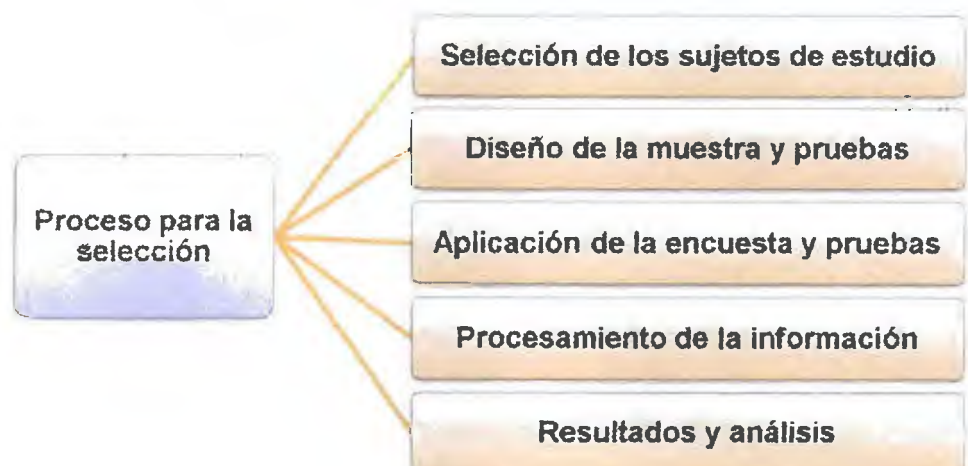 Proceso para la
selección
Selección de los sujetos de estudio
Diseño de la muestra y pruebas
Aplicación de la encuesta y pruebas
Procesamiento de la información
Resultados y análisis